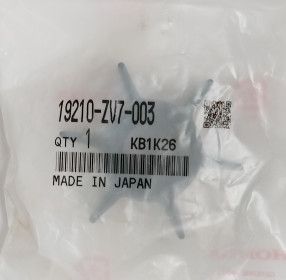 19210-ZV7-003
QTY 1 KB1K26
MADE IN JAPAN